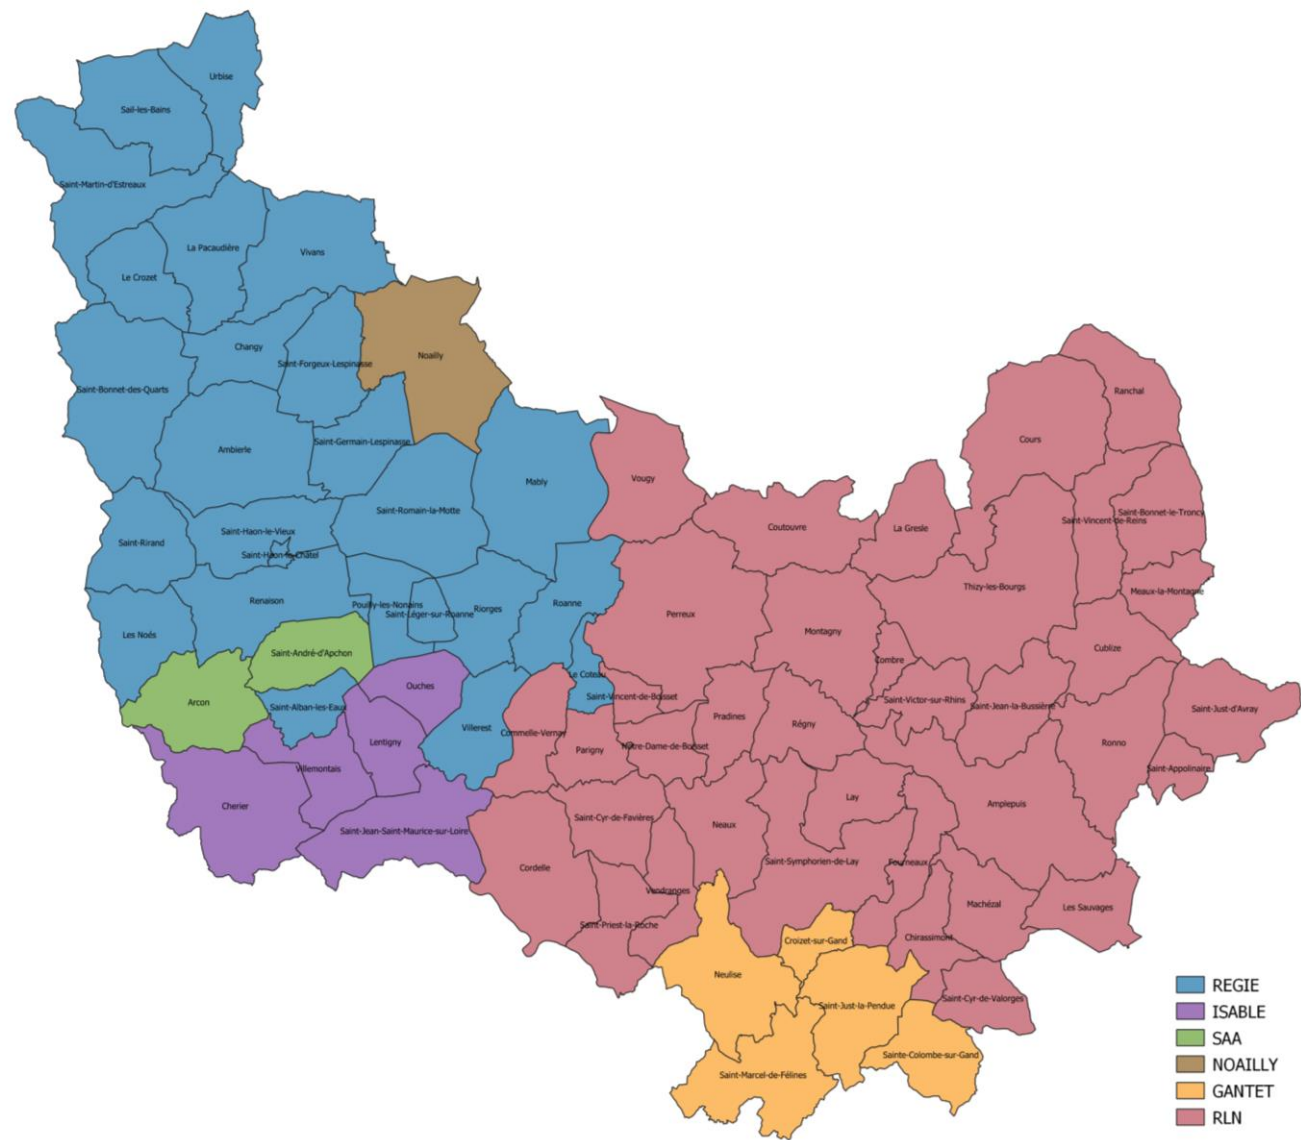 Urbise
Sail-les-Bains
Saint-Martin-d'Estreaux
La Pacaudière
Vivans
Le Crozet
Changy
Noailly
Saint-Forgeux-Lespinasse
Saint-Bonnet-des-Quarts
Ranchal
Cours
Saint-Germain-Lespinasse
Ambierle
Vougy
Mably
Saint-Romain-la-Motte
Saint-Bonnet-le-Troncy
Saint-Vincent-de-Reins
Coutouvre
La Gresle
Saint-Haon-le-Vieux
Saint-Rirand
Saint-Haon-le-Châtel
Thizy-les-Bourgs
Meaux-la-Montagne
Renaison
Pouilly-les-Nonains
Roanne
Riorges
Saint-Léger-sur-Roanne
Perreux
Montagny
Les Noés
Cublize
Saint-André-d'Apchon
Combre
Le Coteau
Ouches
Saint-Vincent-de-Boisset
Saint-Victor-sur-Rhins
Arcon
Saint-Alban-les-Eaux
Saint-Jean-la-Bussière
Saint-Just-d'Avray
Pradines
Régny
Villerest
Commelle-Vernay
Lentigny
Ronno
Notre-Dame-de-Boisset
Parigny
Villemontais
Saint-Appolinaire
Lay
Amplepuis
Cherier
Saint-Cyr-de-Favières
Neaux
Saint-Jean-Saint-Maurice-sur-Loire
Saint-Symphorien-de-Lay
Fourneaux
Cordelle
Vendranges
Machézal
Les Sauvages
Saint-Priest-la-Roche
Chirassimont
Croizet-sur-Gand
Neulise
Saint-Cyr-de-Valorges
Saint-Just-la-Pendue
Sainte-Colombe-sur-Gand
Saint-Marcel-de-Félines
REGIE
ISABLE
SAA
NOAILLY
GANTET
RLN